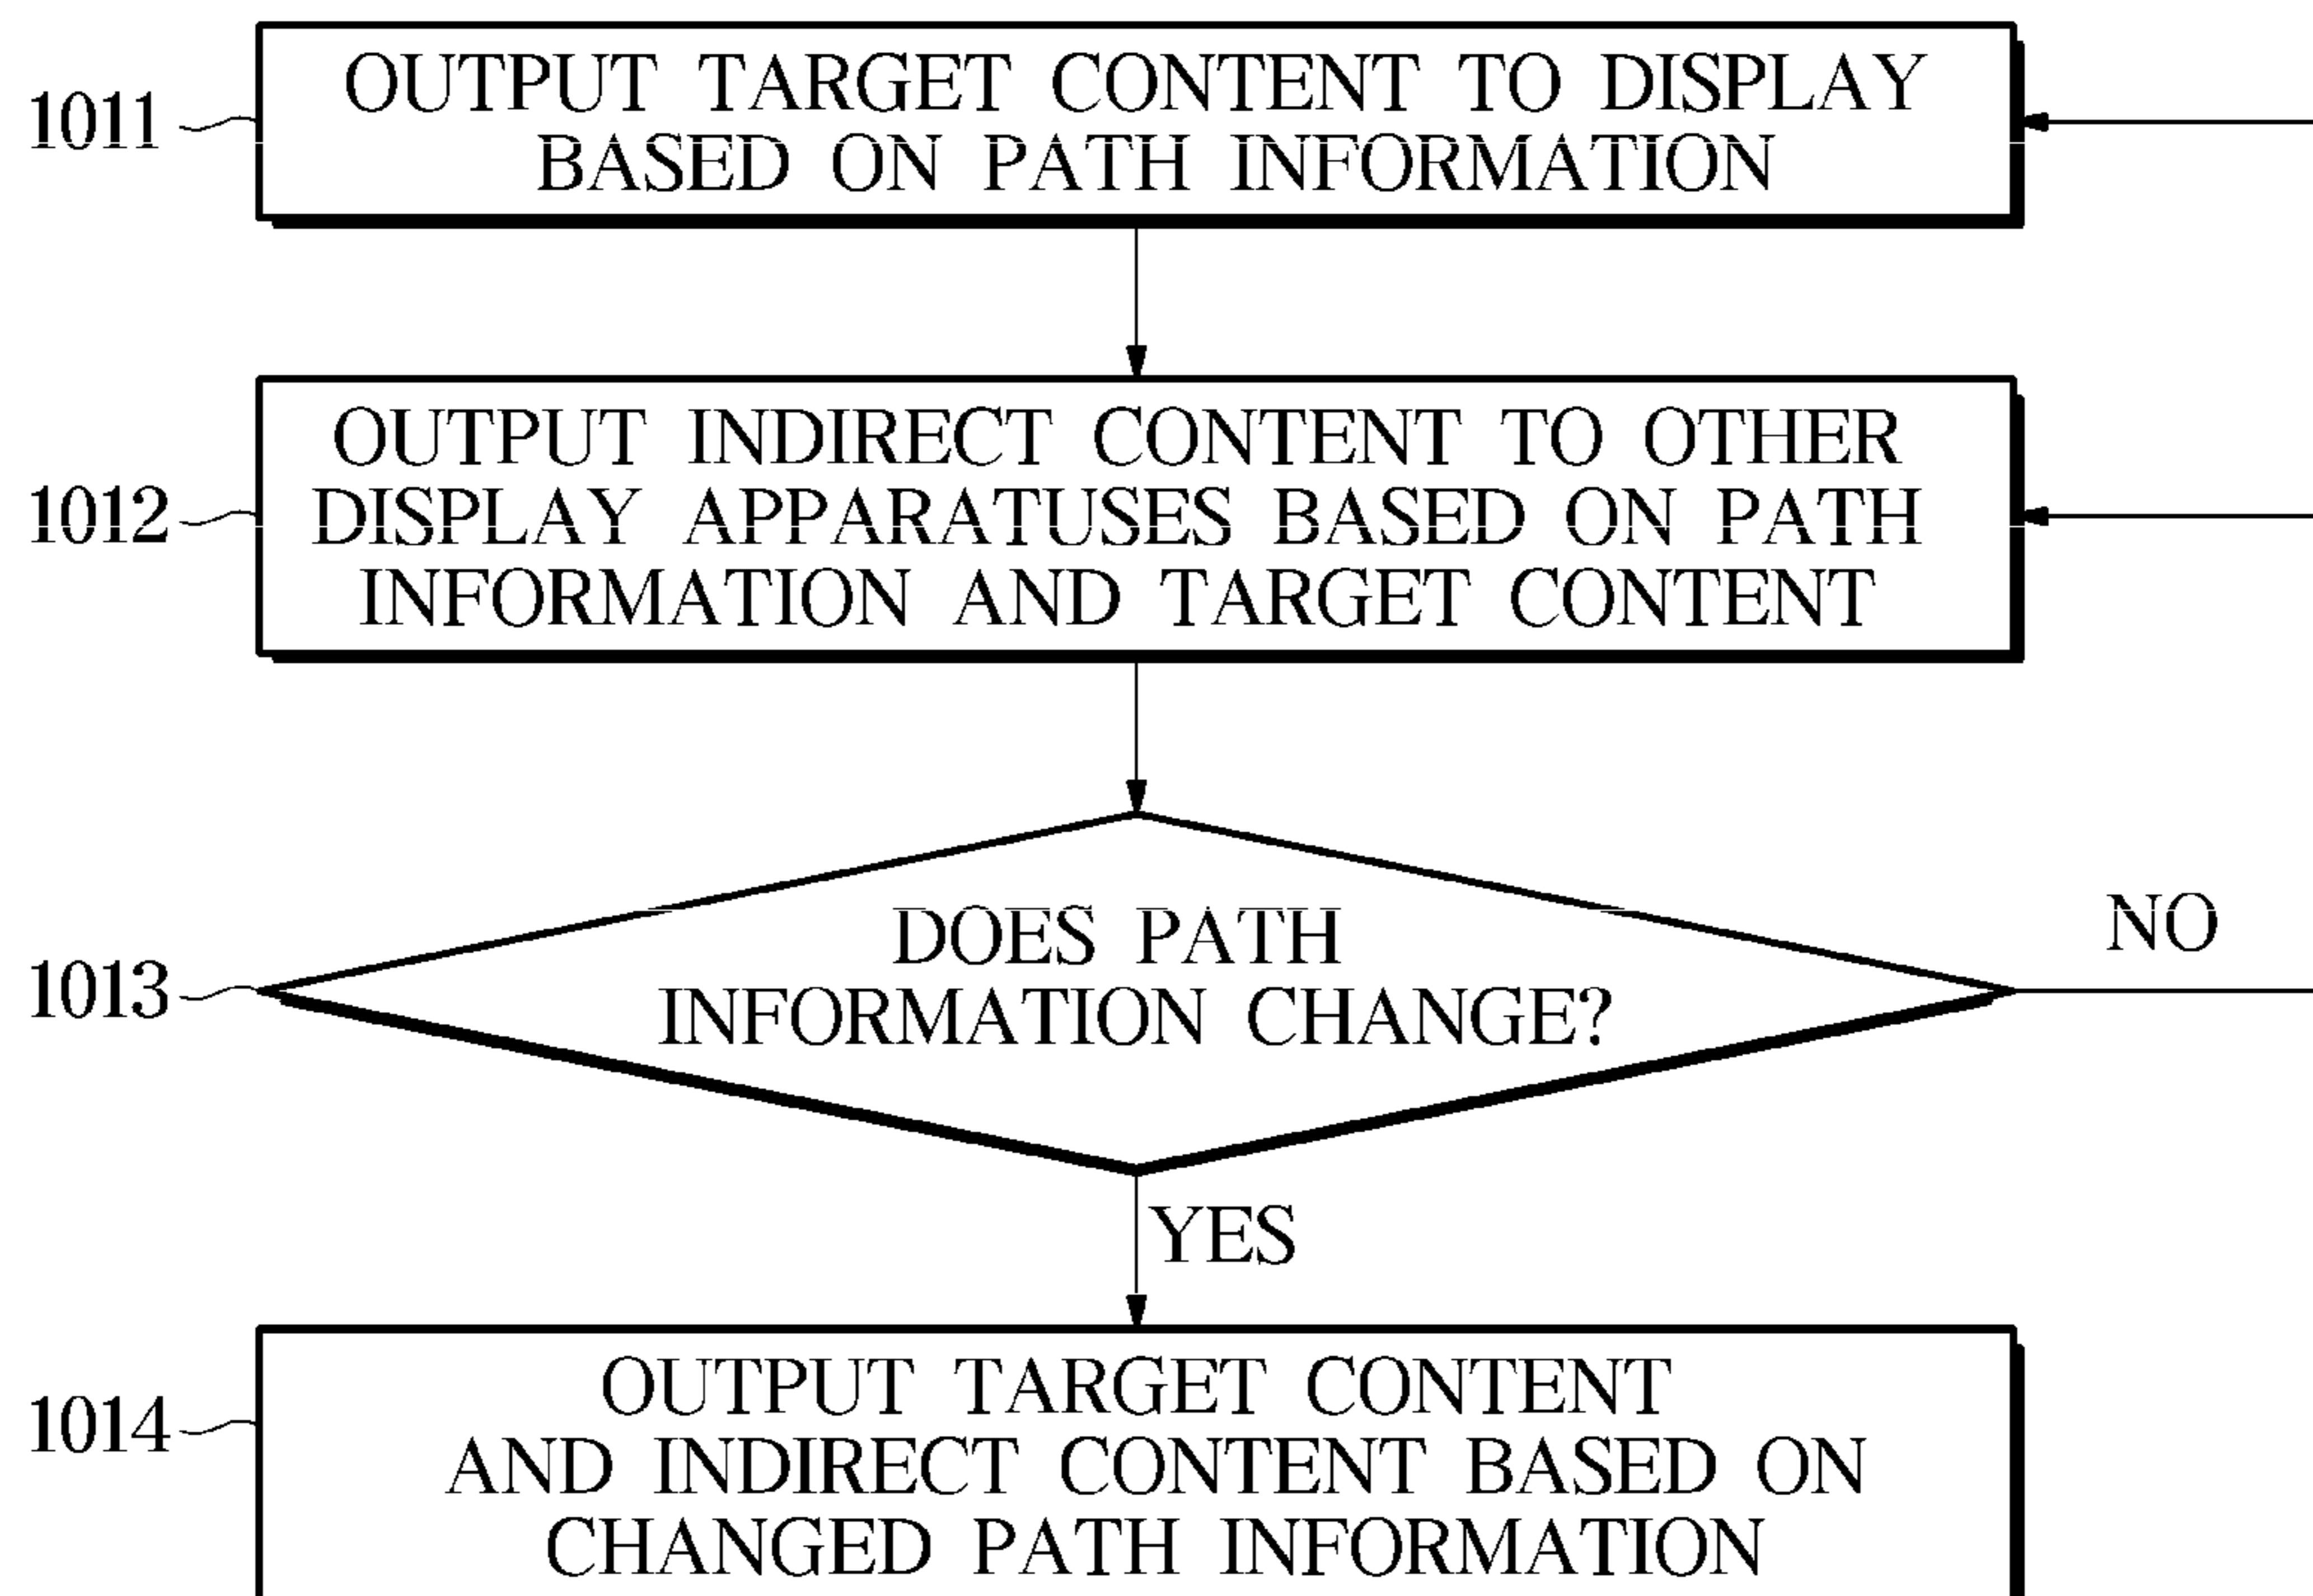 1011
OUTPUT TARGET CONTENT TO DISPLAY
BASED ON PATH INFORMATION
1012
OUTPUT INDIRECT CONTENT TO OTHER
DISPLAY APPARATUSES BASED ON PATH
INFORMATION AND TARGET CONTENT
1013
DOES PATH
INFORMATION CHANGE?
NO
YES
1014
OUTPUT TARGET CONTENT
AND INDIRECT CONTENT BASED ON
CHANGED PATH INFORMATION